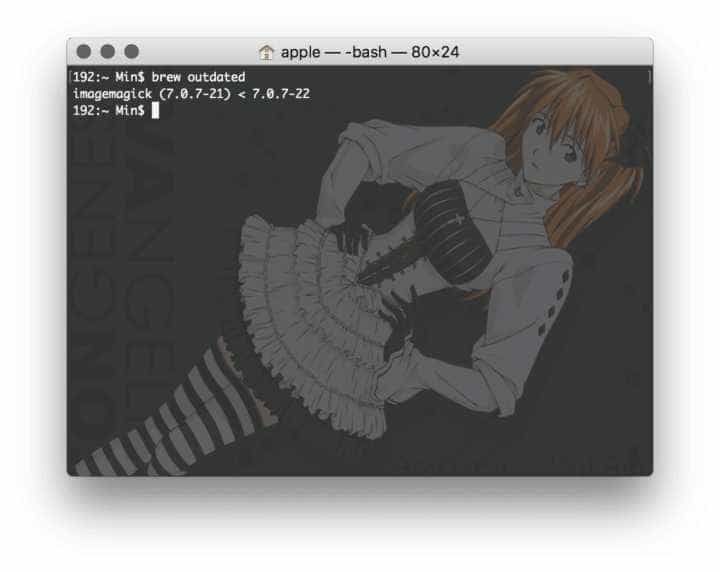 apple — -bash — 80×24
192:~ Min$ brew outdated
imagemagick (7.0.7-21) < 7.0.7-22
192:~ Min$